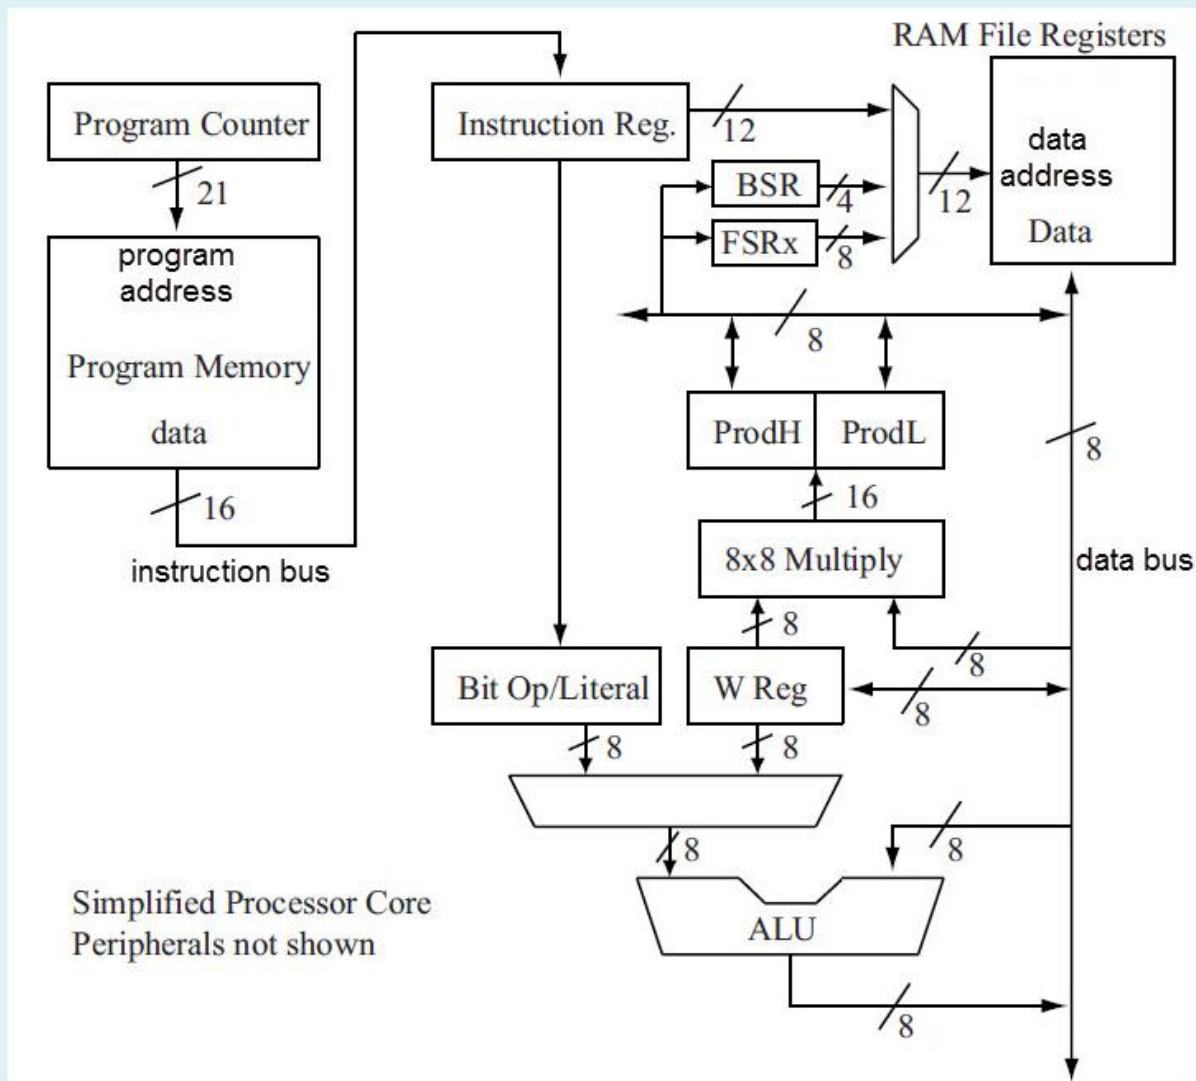 RAM File Registers
Program Counter
Instruction Reg.
12
BSR
4
FSRx
8
12
data
address
Data
21
program
address
Program Memory
data
16
instruction bus
8
ProdH
ProdL
8
16
8x8 Multiply
data bus
8
8
Bit Op/Literal
W Reg
8
8
8
8
8
ALU
Simplified Processor Core
Peripherals not shown
8